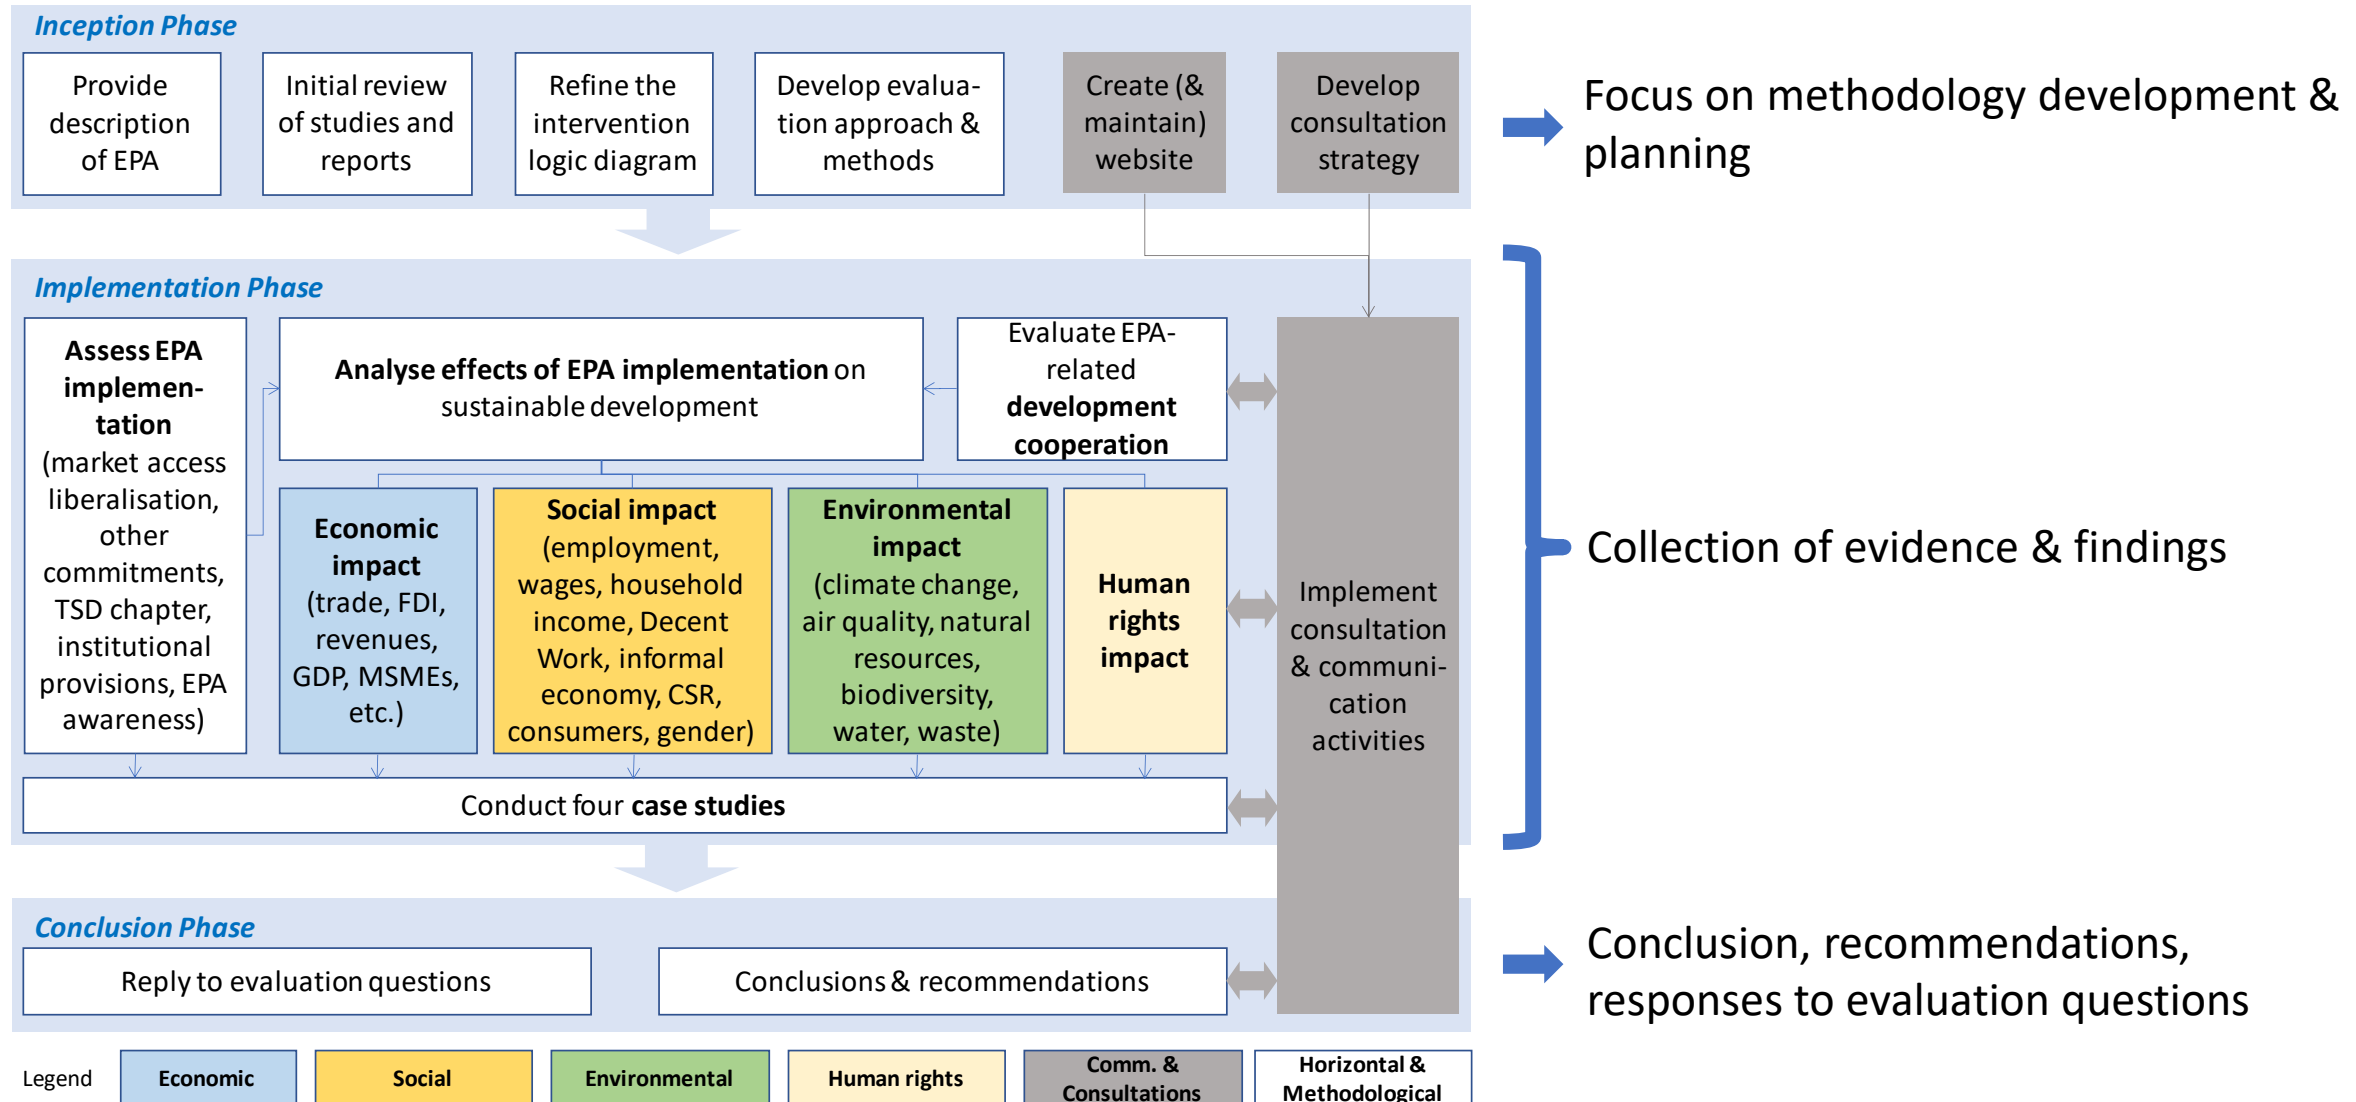 Inception Phase
Provide
description
of EPA
Initial review
of studies and
reports
Refine the
intervention
logic diagram
Develop evalua-
tion approach &
methods
Create (&
maintain)
website
Develop
consultation
strategy
Focus on methodology development &
planning
Implementation Phase
Assess EPA
implemen-
tation
(market access
liberalisation,
other
commitments,
TSD chapter,
institutional
provisions, EPA
awareness)
Analyse effects of EPA implementation on
sustainable development
Evaluate EPA-
related
development
cooperation
Economic
impact
(trade, FDI,
revenues,
GDP, MSMEs,
etc.)
Social impact
(employment,
wages, household
income, Decent
Work, informal
economy, CSR,
consumers, gender)
Environmental
impact
(climate change,
air quality, natural
resources,
biodiversity,
water, waste)
Human
rights
impact
Implement
consultation
& communi-
cation
activities
Collection of evidence & findings
Conduct four case studies
Conclusion Phase
Reply to evaluation questions
Conclusions & recommendations
Conclusion, recommendations,
responses to evaluation questions
Legend
Economic
Social
Environmental
Human rights
Comm. &
Consultations
Horizontal &
Methodological